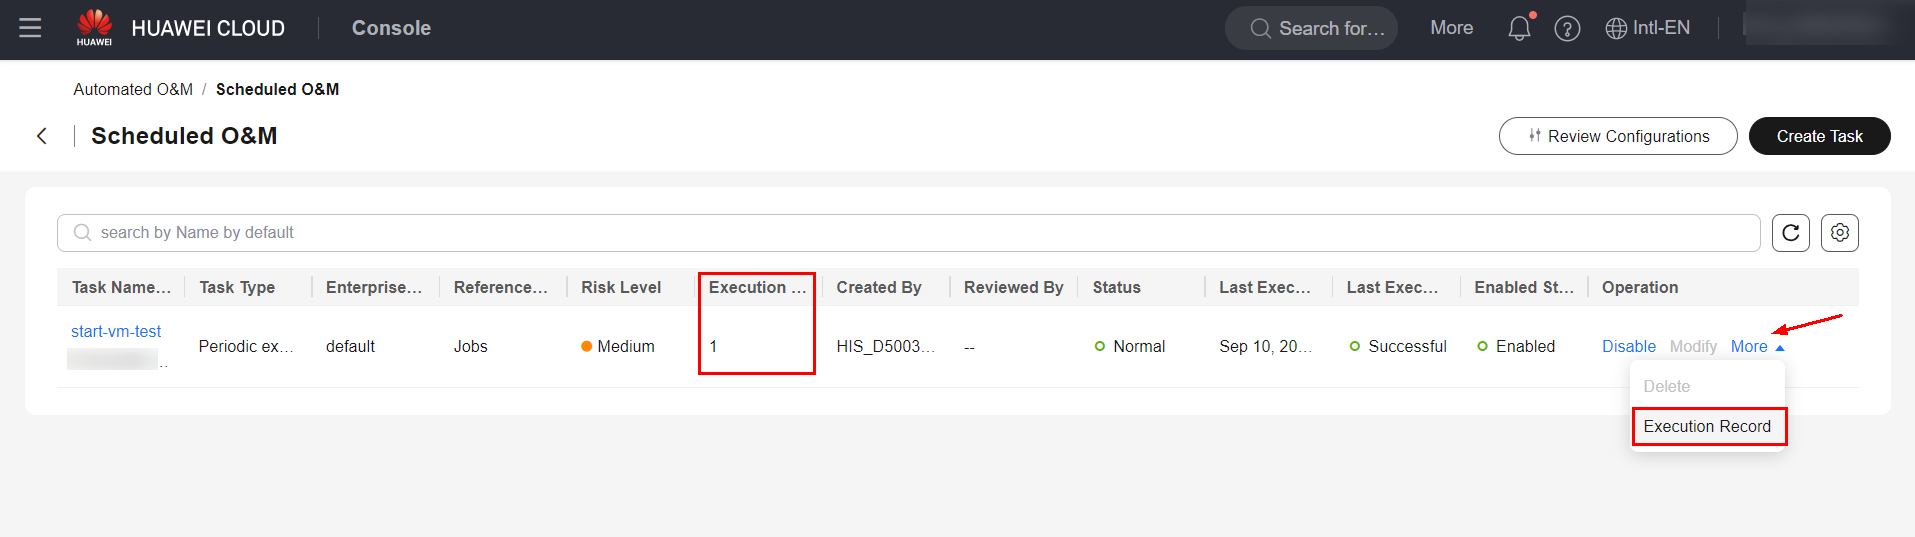 HUAWEI
HUAWEI CLOUD
Console
Search for...
More
Intl-EN
Automated O&M / Scheduled O&M
Scheduled O&M
Review Configurations
Create Task
search by Name by default
Task Name... Task Type Enterprise... Reference... Risk Level Execution ... Created By Reviewed By Status Last Exec... Last Exec... Enabled St... Operation
start-vm-test
Periodic ex... default Jobs Medium 1 HIS_D5003... -- Normal Sep 10, 20... Successful Enabled Disable Modify More
Delete
Execution Record